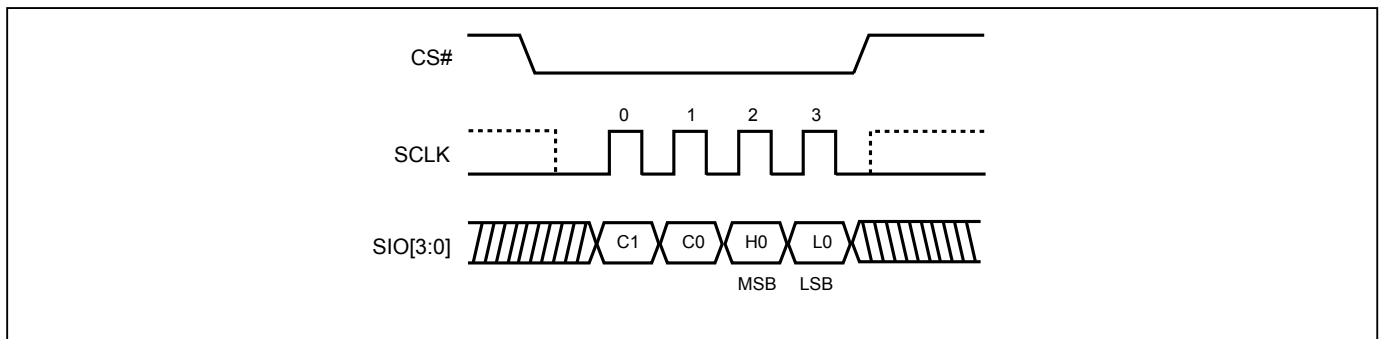 CS#
0 1 2 3
SCLK
SIO[3:0] C1 C0 H0 L0
MSB LSB